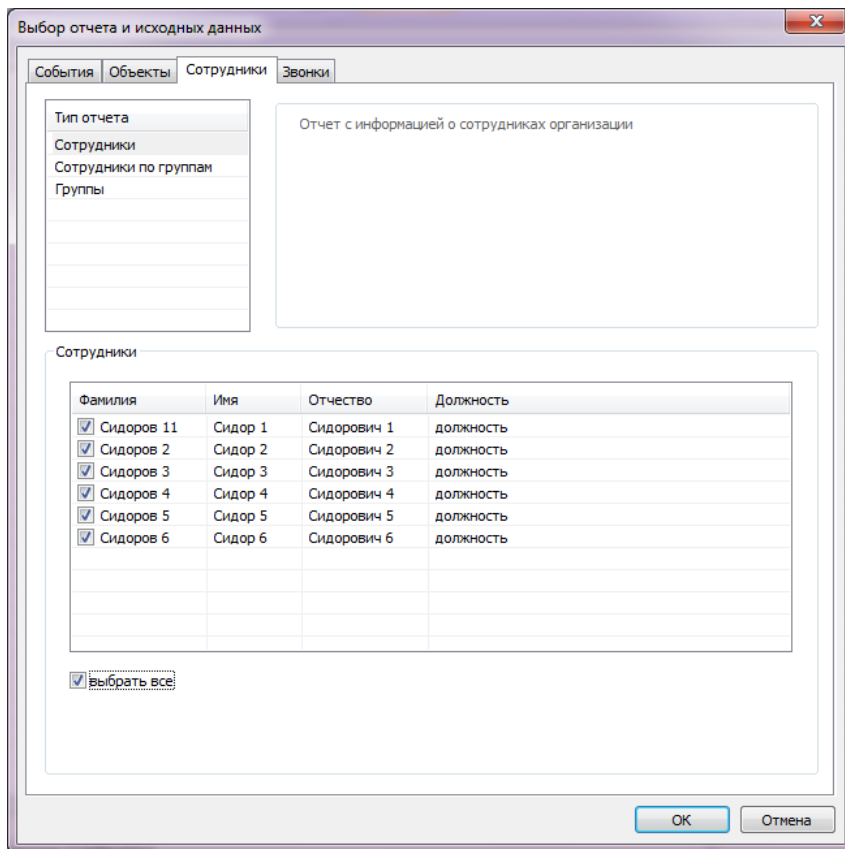 Выбор отчета и исходных данных
События Объекты Сотрудники Звонки
Тип отчета
Сотрудники
Сотрудники по группам
Группы
Отчет с информацией о сотрудниках организации
Сотрудники
Фамилия Имя Отчество Должность
Сидоров 11 Сидор 1 Сидорович 1 должность
Сидоров 2 Сидор 2 Сидорович 2 должность
Сидоров 3 Сидор 3 Сидорович 3 должность
Сидоров 4 Сидор 4 Сидорович 4 должность
Сидоров 5 Сидор 5 Сидорович 5 должность
Сидоров 6 Сидор 6 Сидорович 6 должность
выбрать все
ОК Отмена